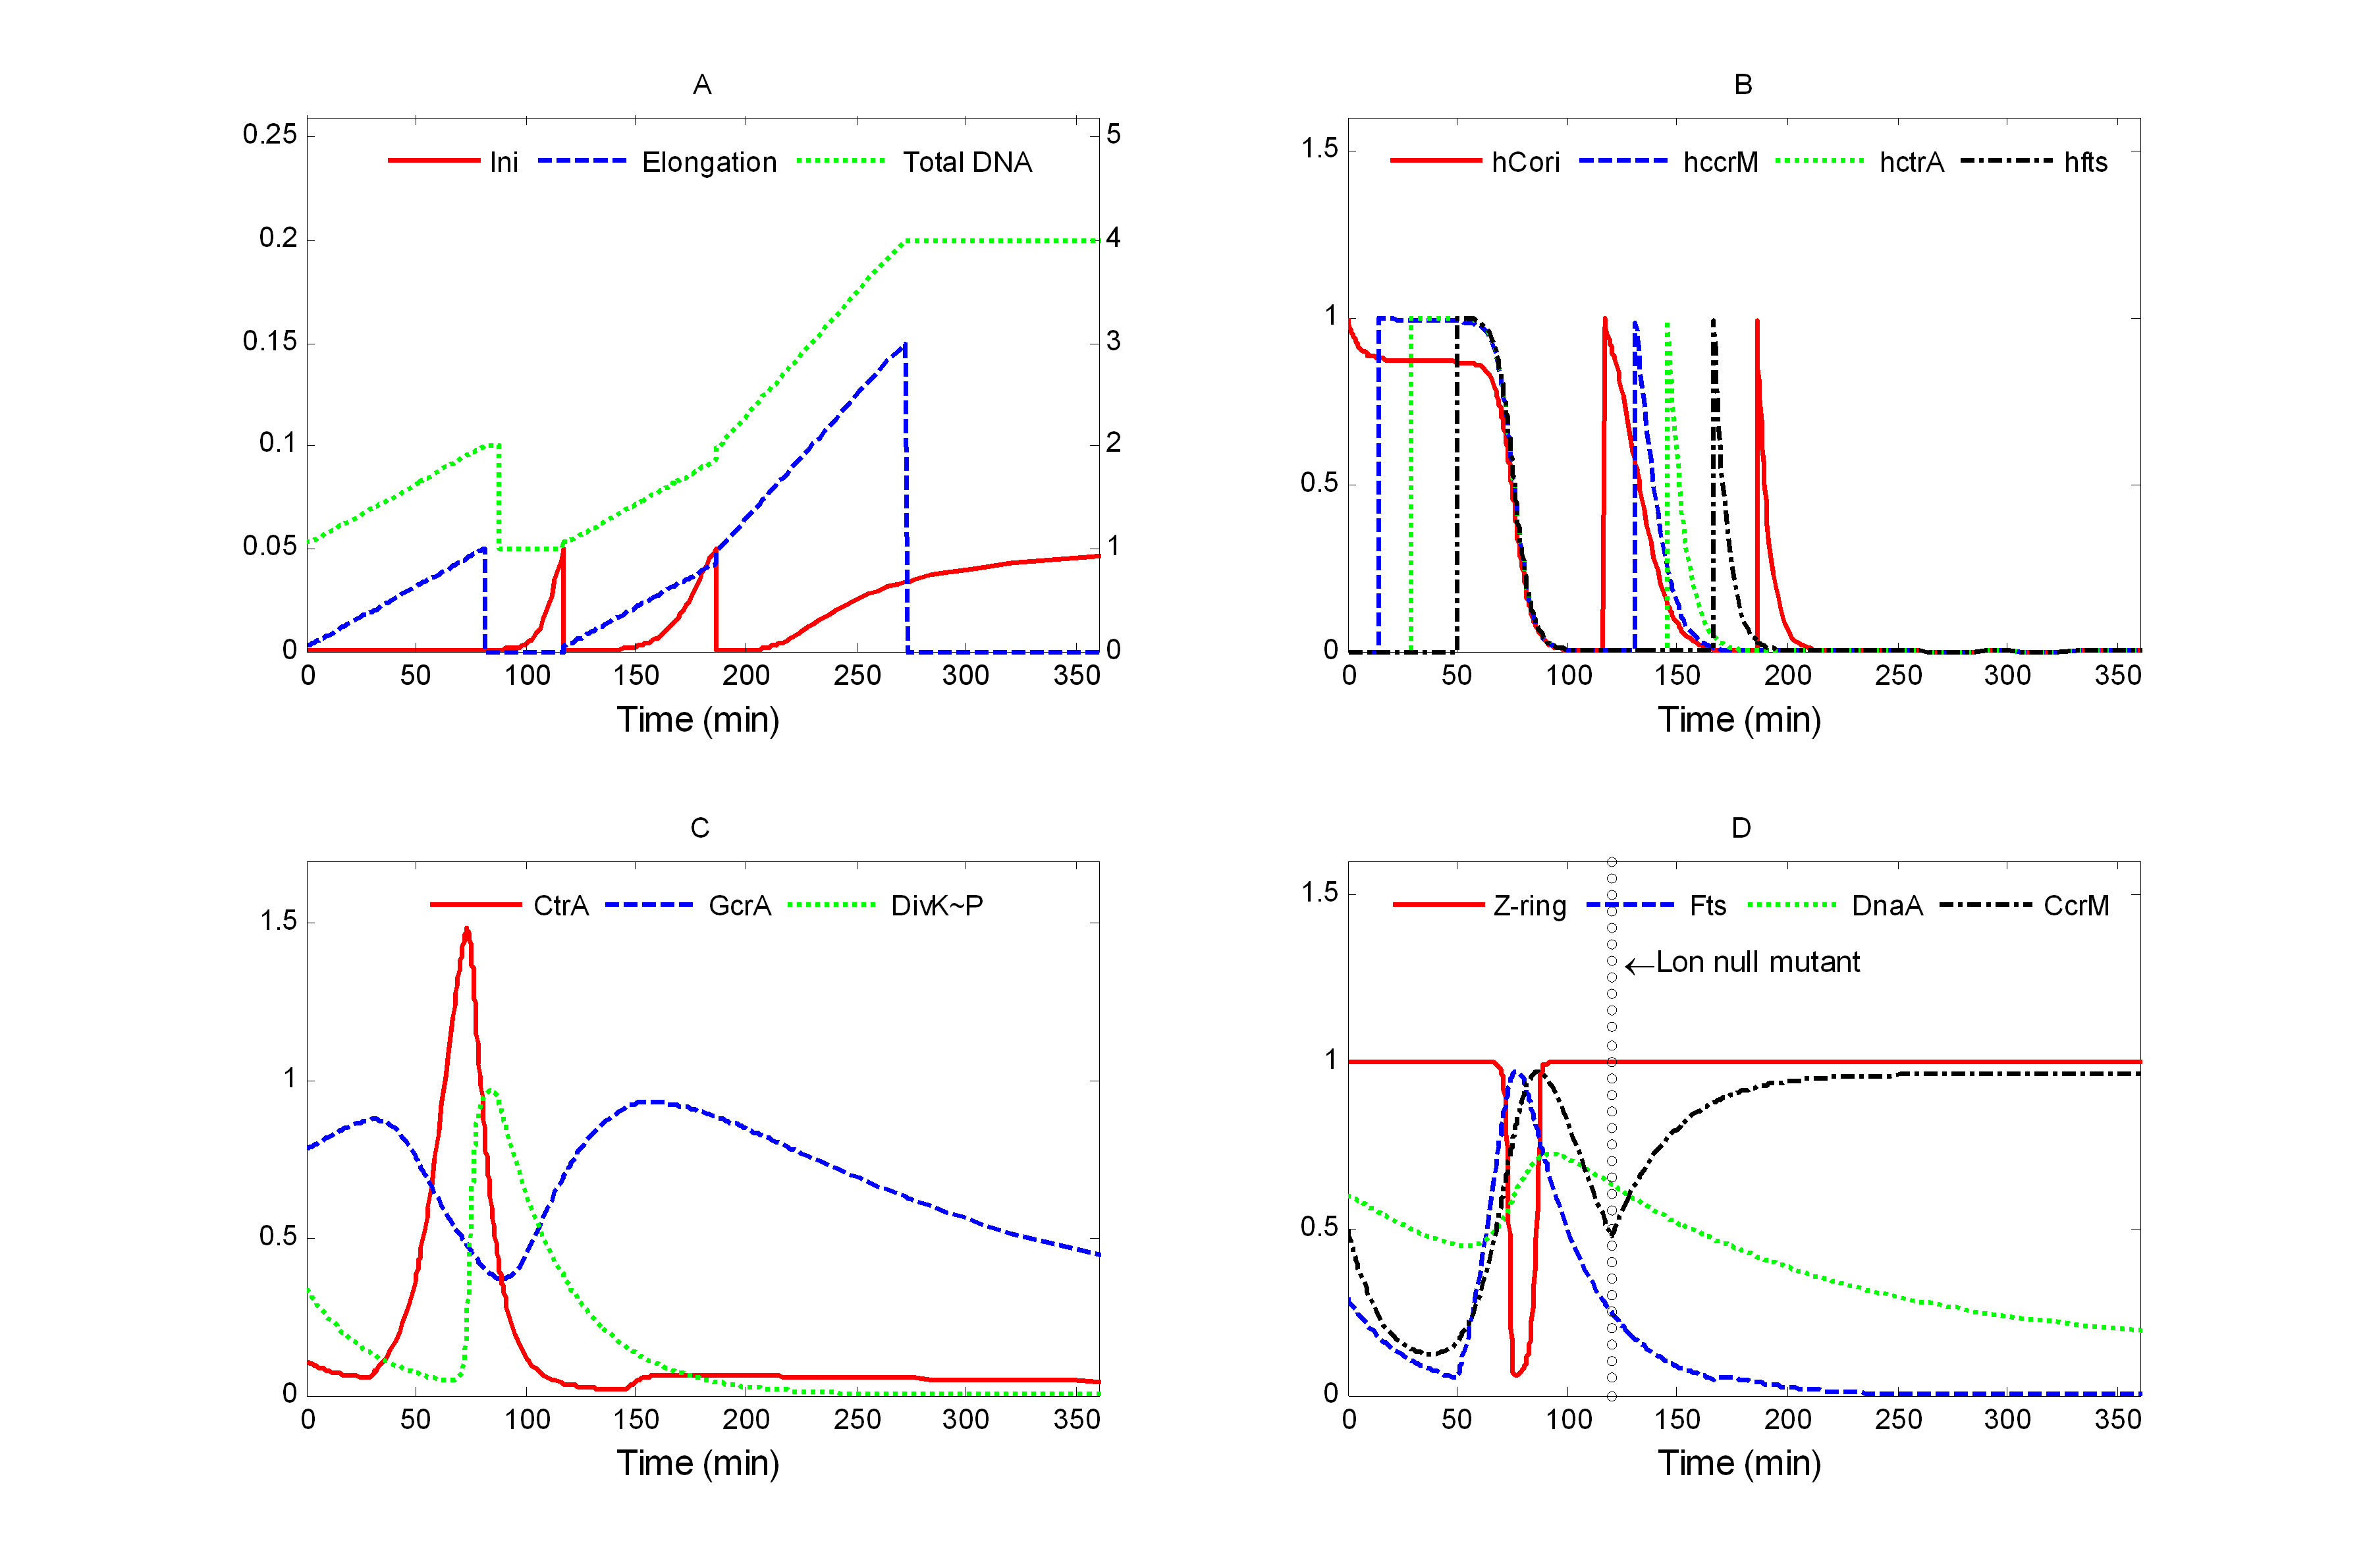 A
0.25
0.2
0.15
0.1
0.05
0
5
4
3
2
1
0
Ini Elongation Total DNA
0 50 100 150 200 250 300 350
Time (min)
B
1.5
1
0.5
0
hCori hccrM hctrA hfts
0 50 100 150 200 250 300 350
Time (min)
C
1.5
1
0.5
0
CtrA GcrA DivK~P
0 50 100 150 200 250 300 350
Time (min)
D
1.5
1
0.5
0
Z-ring Fts DnaA CcrM
←Lon null mutant
0 50 100 150 200 250 300 350
Time (min)